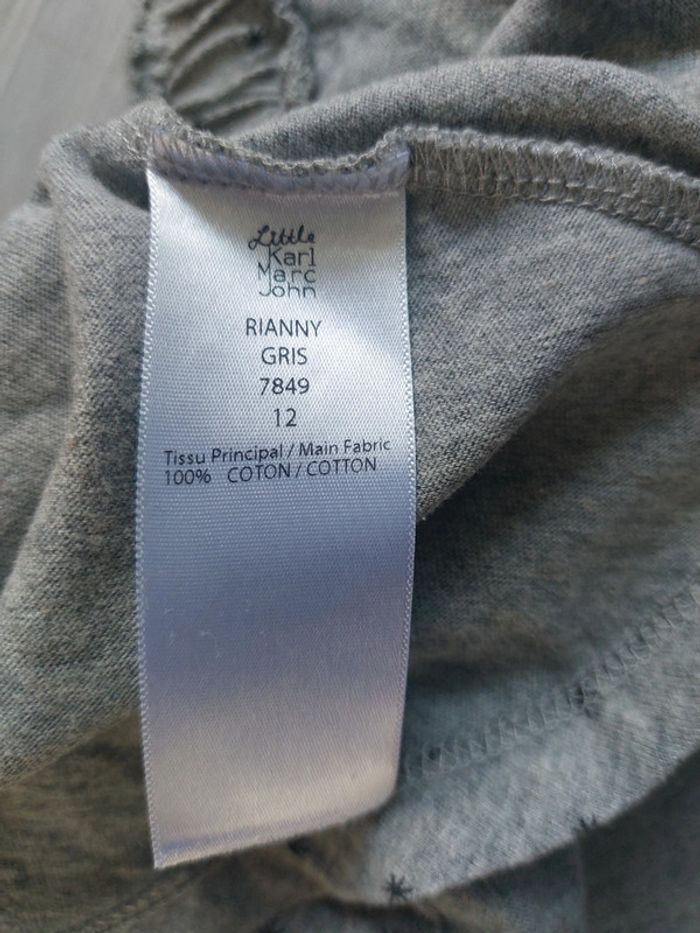 Little
Karl
Marc
John
RIANNY
GRIS
7849
12
Tissu Principal / Main Fabric
100% COTON / COTTON